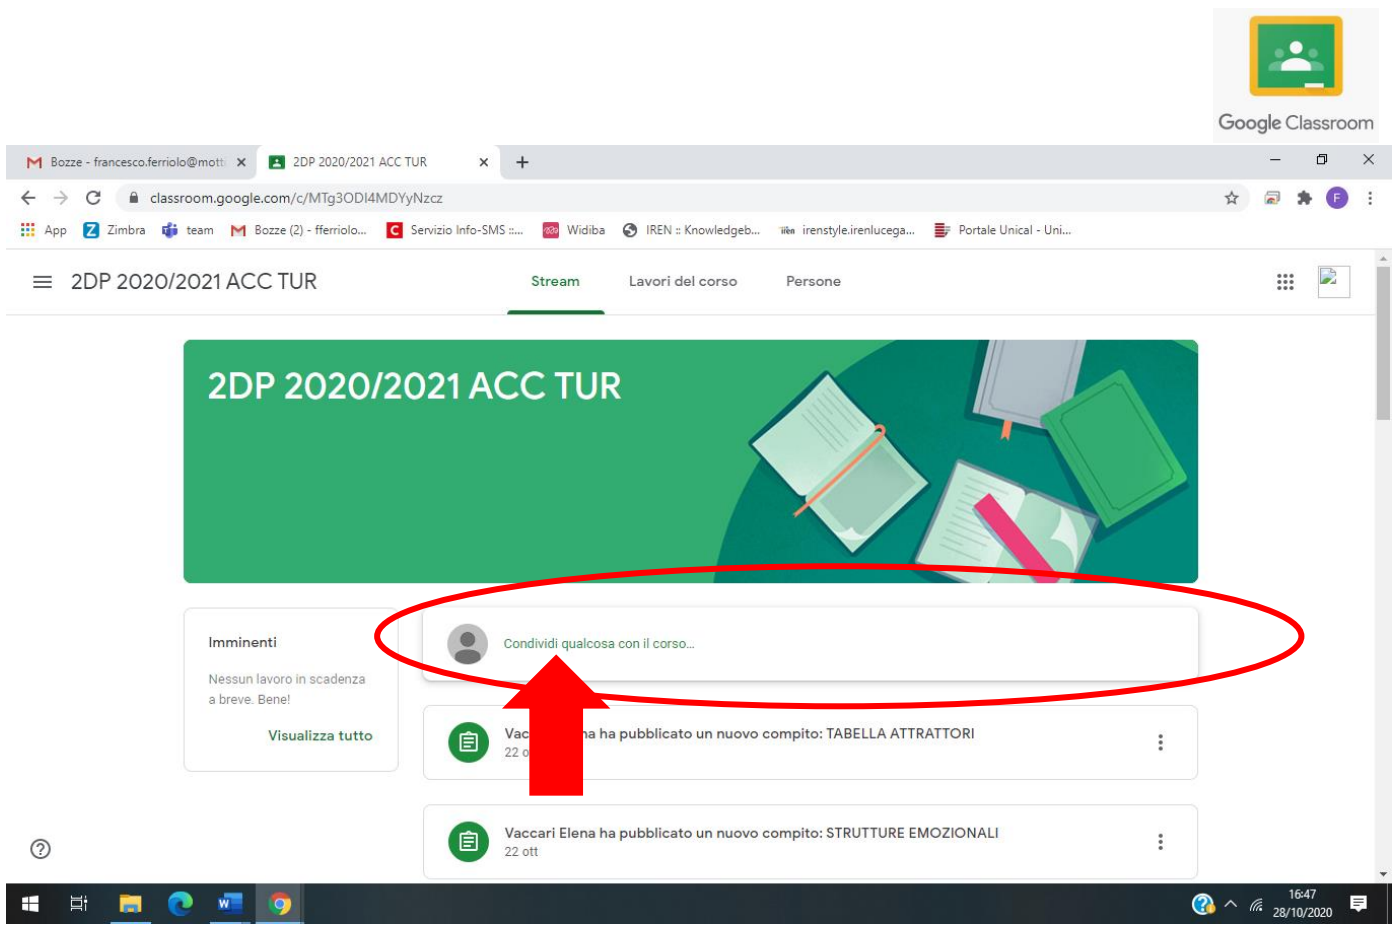 Google Classroom
Bozze - francesco.ferriolo@motti
2DP 2020/2021 ACC TUR
classroom.google.com/c/MTg3ODI4MDYyNzcz
App Zimbra team Bozze (2) - fferriolo... Servizio Info-SMS ::... Widiba IREN :: Knowledgeb... irenstyle.irenlucega... Portale Unical - Uni...
2DP 2020/2021 ACC TUR
Stream Lavori del corso Persone
2DP 2020/2021 ACC TUR
Imminenti
Nessun lavoro in scadenza
a breve. Bene!
Visualizza tutto
Condividi qualcosa con il corso...
ha pubblicato un nuovo compito: TABELLA ATTRATTORI
22
Vaccari Elena ha pubblicato un nuovo compito: STRUTTURE EMOZIONALI
22 ott
16:47
28/10/2020